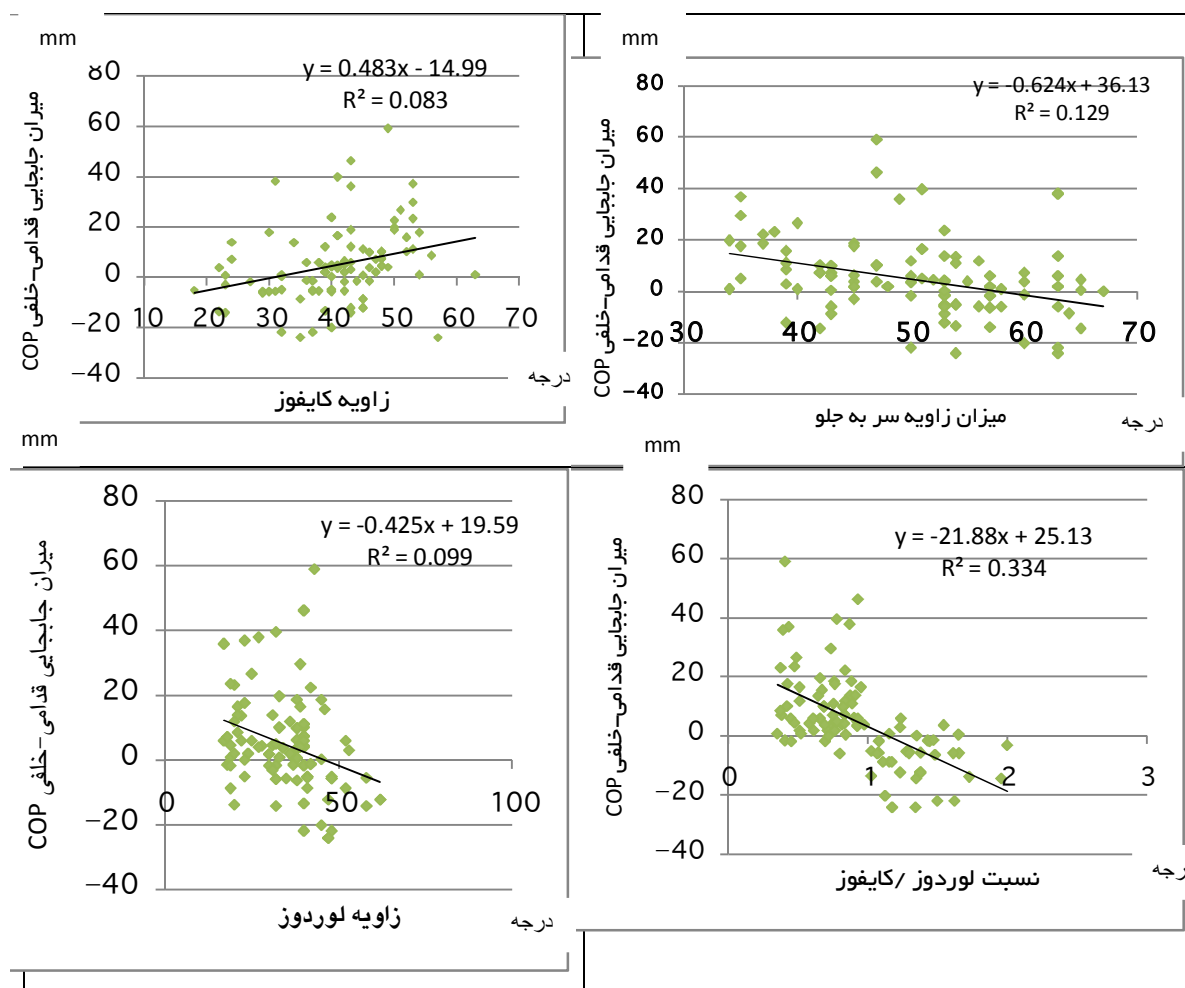 mm
y = 0.483x - 14.99
R² = 0.083
80
60
40
20
0
−20
−40
10 20 30 40 50 60 70
میران جابجایی قدامی-خلفی COP
درجه
زاویه کایفوز
mm
y = -0.624x + 36.13
R² = 0.129
80
60
40
20
0
-20
-40
30 40 50 60 70
میران جابجایی قدامی-خلفی COP
میزان زاویه سر به جلو
درجه
mm
y = -0.425x + 19.59
R² = 0.099
80
60
40
20
0
−20
−40
0 50 100
میران جابجایی قدامی-خلفی COP
زاویه لوردوز
درجه
mm
y = -21.88x + 25.13
R² = 0.334
80
60
40
20
0
−20
−40
0 1 2 3
میران جابجایی قدامی-خلفی COP
نسبت لوردوز /کایفوز
رجه